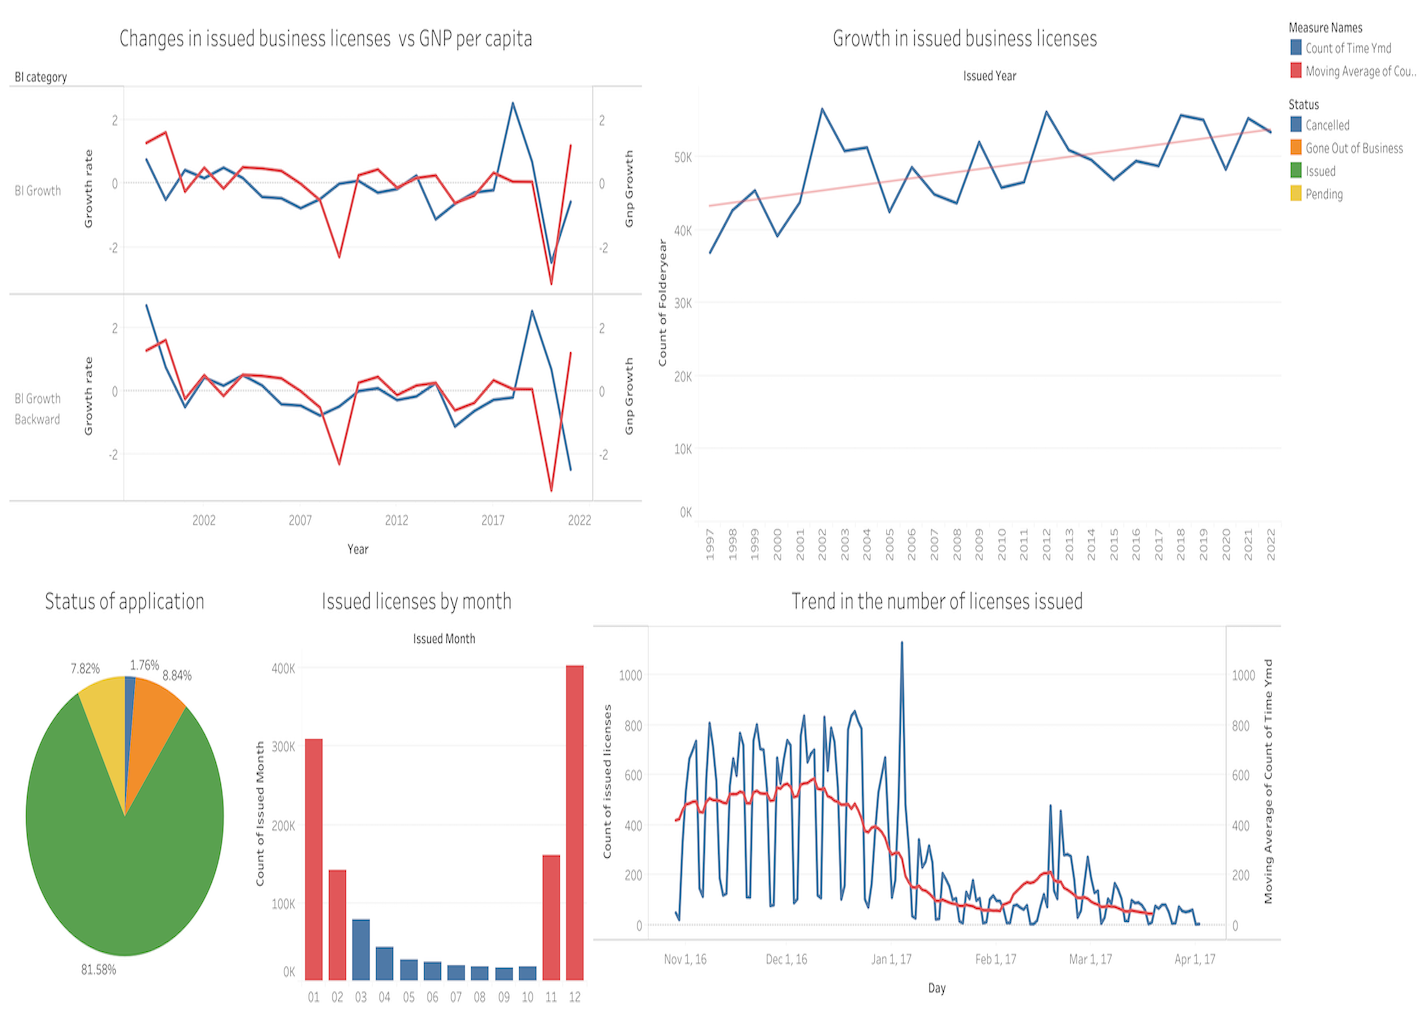 Changes in issued business licenses vs GNP per capita
BI category
BI Growth
Growth rate
2
0
-2
2
0
-2
Gnp Growth
BI Growth
Backward
Growth rate
2
0
-2
2
0
-2
Gnp Growth
2002 2007 2012 2017 2022
Year
Growth in issued business licenses
Issued Year
Count of Folderyear
50K
40K
30K
20K
10K
0K
1997 1998 1999 2000 2001 2002 2003 2004 2005 2006 2007 2008 2009 2010 2011 2012 2013 2014 2015 2016 2017 2018 2019 2020 2021 2022
Measure Names
Count of Time Ymd
Moving Average of Cou..
Status
Cancelled
Gone Out of Business
Issued
Pending
Status of application
7.82%
1.76%
8.84%
81.58%
Issued licenses by month
Issued Month
Count of Issued Month
400K
300K
200K
100K
0K
01 02 03 04 05 06 07 08 09 10 11 12
Trend in the number of licenses issued
Count of issued licenses
1000
800
600
400
200
0
1000
800
600
400
200
0
Moving Average of Count of Time Ymd
Nov 1, 16 Dec 1, 16 Jan 1, 17 Feb 1, 17 Mar 1, 17 Apr 1, 17
Day